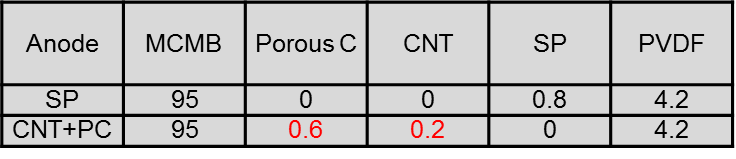 Anode MCMB Porous C CNT SP PVDF
SP 95 0 0 0.8 4.2
CNT+PC 95 0.6 0.2 0 4.2